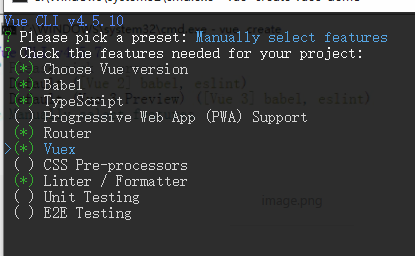 Vue CLI v4.5.10
? Please pick a preset: Manually select features
? Check the features needed for your project:
(*) Choose Vue version
(*) Babel
(*) TypeScript
( ) Progressive Web App (PWA) Support
(*) Router
>(*) Vuex
( ) CSS Pre-processors
(*) Linter / Formatter
( ) Unit Testing
( ) E2E Testing
image.png